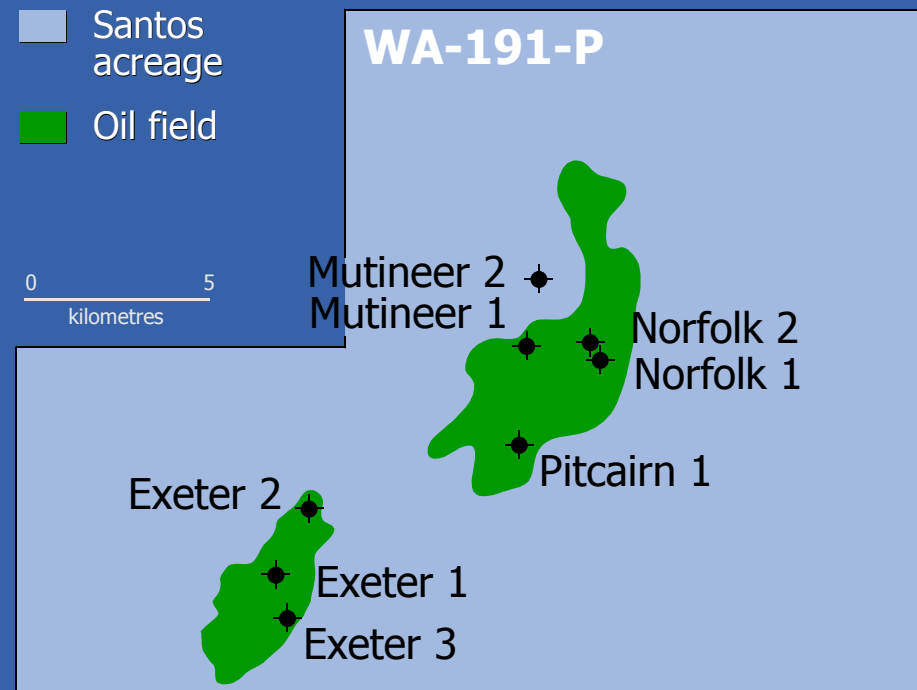 Santos
acreage
WA-191-P
Oil field
0 5
kilometres
Mutineer 2
Mutineer 1
Norfolk 2
Norfolk 1
Pitcairn 1
Exeter 2
Exeter 1
Exeter 3